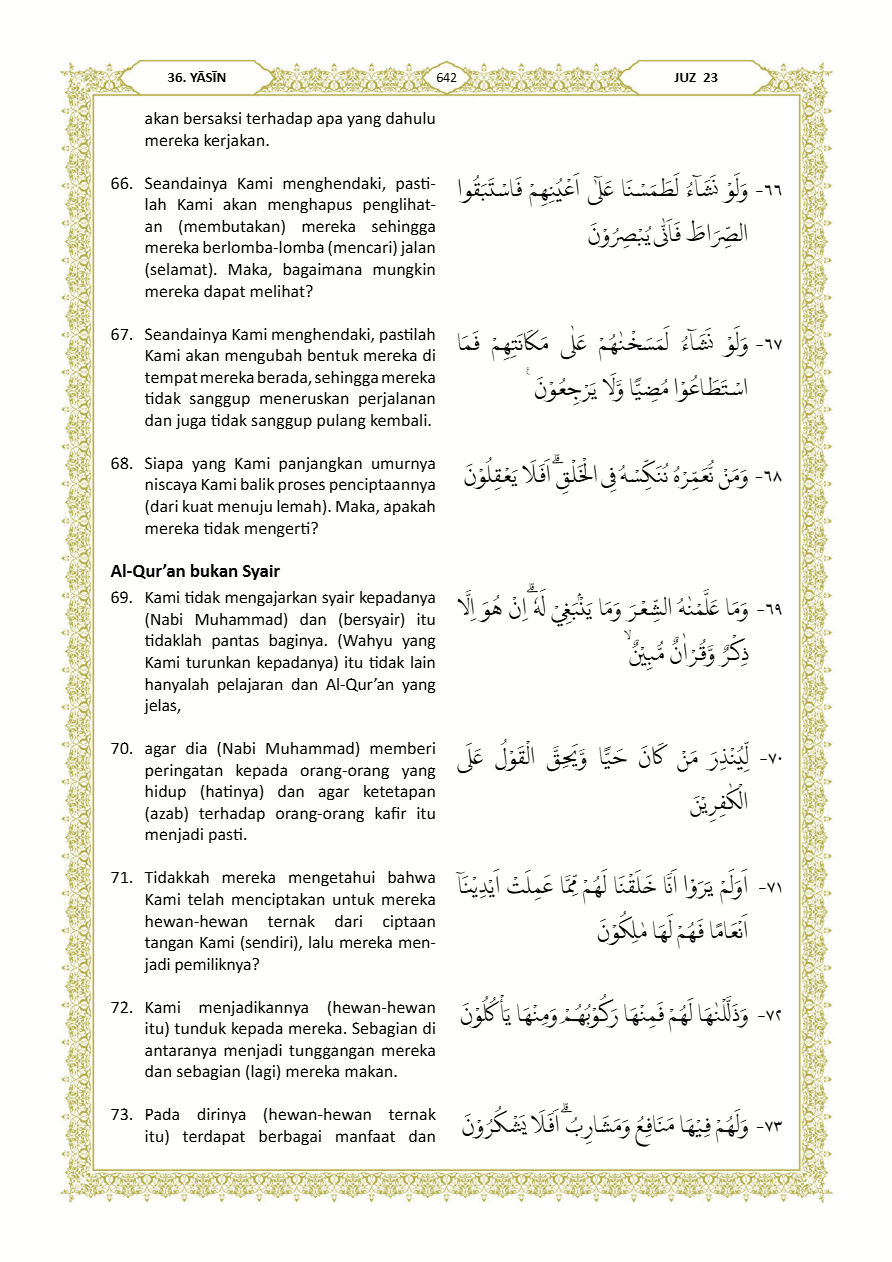 36. YĀSĪN
642
JUZ 23
akan bersaksi terhadap apa yang dahulu
mereka kerjakan.
66. Seandainya Kami menghendaki, pasti-
lah Kami akan menghapus penglihat-
an (membutakan) mereka sehingga
mereka berlomba-lomba (mencari) jalan
(selamat). Maka, bagaimana mungkin
mereka dapat melihat?
٦٦- وَلَوْ نَشَاۤءُ لَطَمَسْنَا عَلٰٓى اَعْيُنِهِمْ فَاسْتَبَقُوا
الصِّرَاطَ فَاَنّٰى يُبْصِرُوْنَ
67. Seandainya Kami menghendaki, pastilah
Kami akan mengubah bentuk mereka di
tempat mereka berada, sehingga mereka
tidak sanggup meneruskan perjalanan
dan juga tidak sanggup pulang kembali.
٦٧- وَلَوْ نَشَاۤءُ لَمَسَخْنٰهُمْ عَلٰى مَكَانَتِهِمْ فَمَا
اسْتَطَاعُوْا مُضِيًّا وَّلَا يَرْجِعُوْنَ ࣖ
68. Siapa yang Kami panjangkan umurnya
niscaya Kami balik proses penciptaannya
(dari kuat menuju lemah). Maka, apakah
mereka tidak mengerti?
٦٨- وَمَنْ نُّعَمِّرْهُ نُنَكِّسْهُ فِى الْخَلْقِۗ اَفَلَا يَعْقِلُوْنَ
Al-Qur’an bukan Syair
69. Kami tidak mengajarkan syair kepadanya
(Nabi Muhammad) dan (bersyair) itu
tidaklah pantas baginya. (Wahyu yang
Kami turunkan kepadanya) itu tidak lain
hanyalah pelajaran dan Al-Qur’an yang
jelas,
٦٩- وَمَا عَلَّمْنٰهُ الشِّعْرَ وَمَا يَنْۢبَغِيْ لَهٗۗ اِنْ هُوَ اِلَّا
ذِكْرٌ وَّقُرْاٰنٌ مُّبِيْنٌۙ
70. agar dia (Nabi Muhammad) memberi
peringatan kepada orang-orang yang
hidup (hatinya) dan agar ketetapan
(azab) terhadap orang-orang kafir itu
menjadi pasti.
٧٠- لِّيُنْذِرَ مَنْ كَانَ حَيًّا وَّيَحِقَّ الْقَوْلُ عَلَى
الْكٰفِرِيْنَ
71. Tidakkah mereka mengetahui bahwa
Kami telah menciptakan untuk mereka
hewan-hewan ternak dari ciptaan
tangan Kami (sendiri), lalu mereka men-
jadi pemiliknya?
٧١- اَوَلَمْ يَرَوْا اَنَّا خَلَقْنَا لَهُمْ مِّمَّا عَمِلَتْ اَيْدِيْنَآ
اَنْعَامًا فَهُمْ لَهَا مٰلِكُوْنَ
72. Kami menjadikannya (hewan-hewan
itu) tunduk kepada mereka. Sebagian di
antaranya menjadi tunggangan mereka
dan sebagian (lagi) mereka makan.
٧٢- وَذَلَّلْنٰهَا لَهُمْ فَمِنْهَا رَكُوْبُهُمْ وَمِنْهَا يَأْكُلُوْنَ
73. Pada dirinya (hewan-hewan ternak
itu) terdapat berbagai manfaat dan
٧٣- وَلَهُمْ فِيْهَا مَنَافِعُ وَمَشَارِبُۗ اَفَلَا يَشْكُرُوْنَ